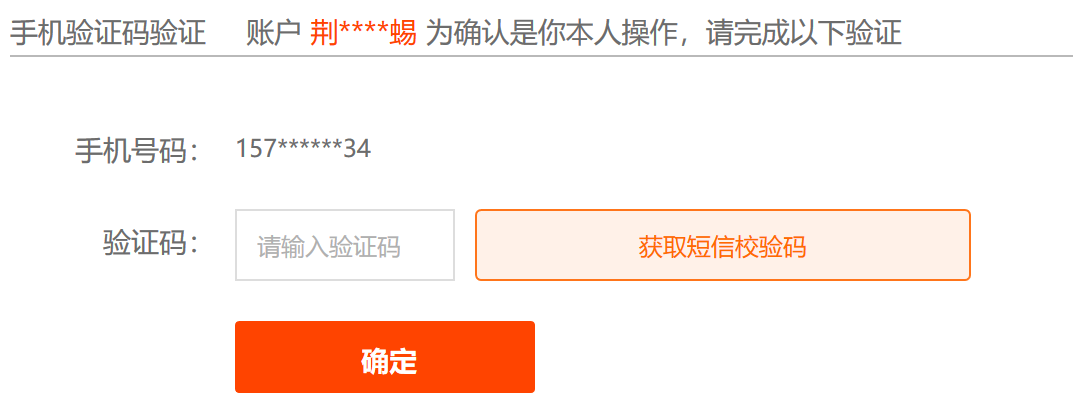 手机验证码验证 账户 荆****蜴 为确认是你本人操作，请完成以下验证
手机号码： 157******34
验证码： 请输入验证码 获取短信校验码
确定